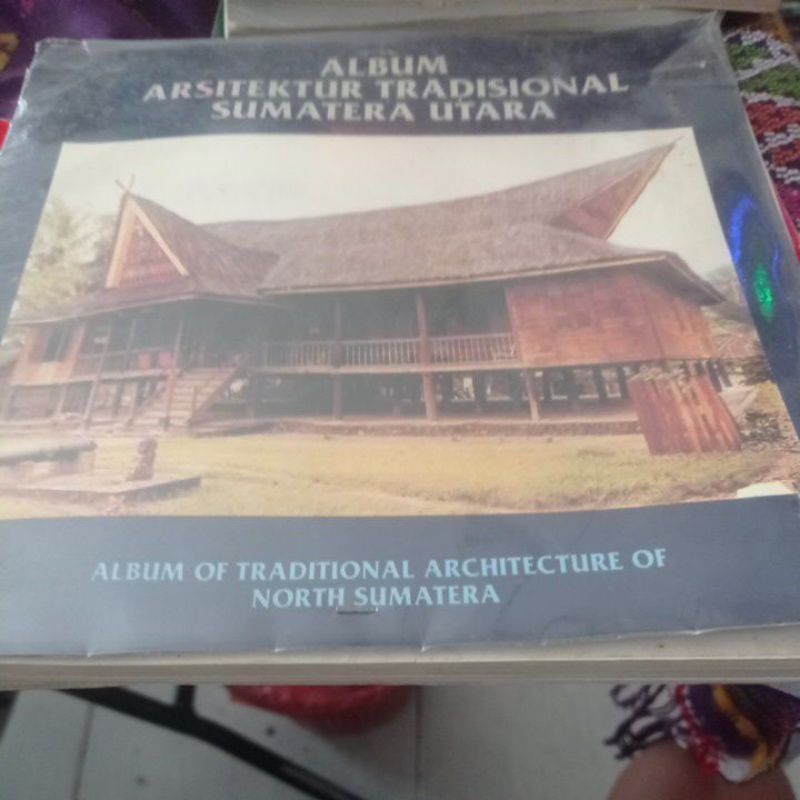 ALBUM
ARSITEKTUR TRADISIONAL
SUMATERA UTARA
ALBUM OF TRADITIONAL ARCHITECTURE OF
NORTH SUMATERA